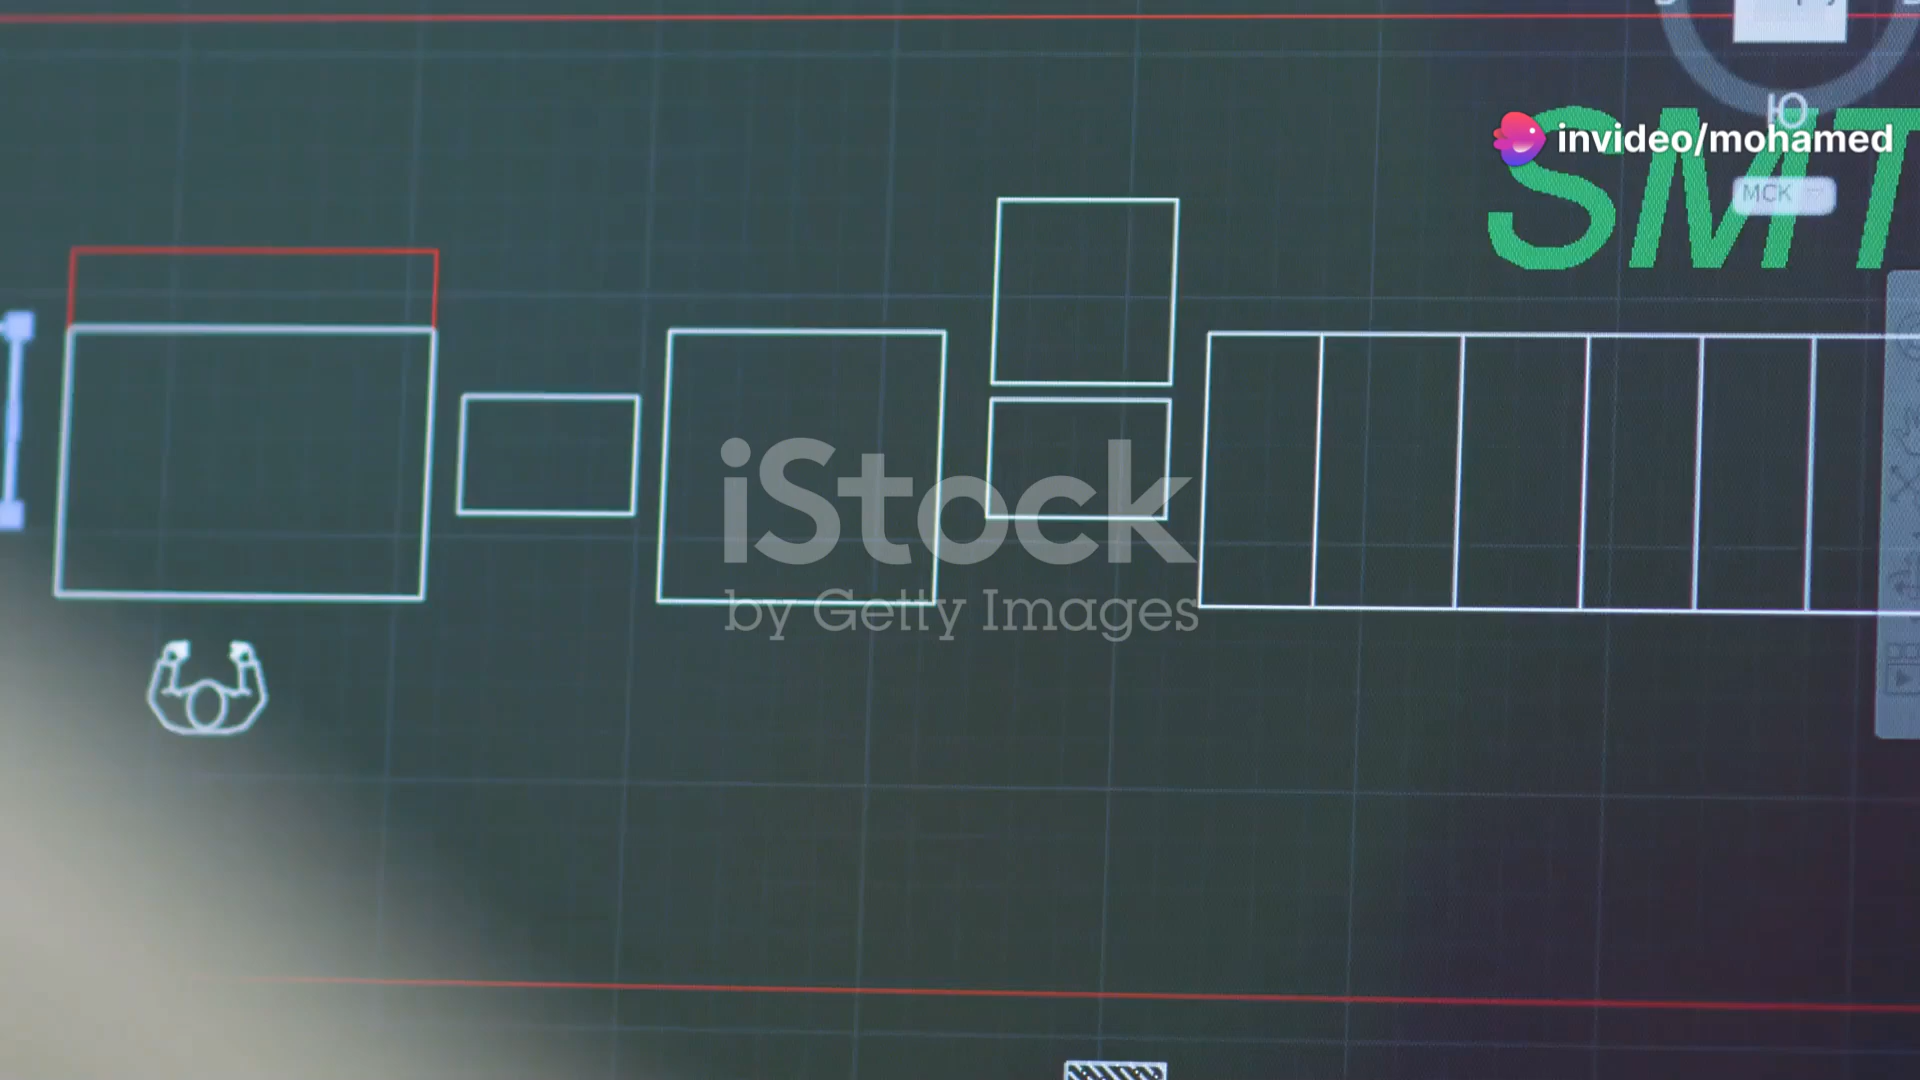 Ю
invideo/mohamed
SMT
МСК
iStock
by Getty Images